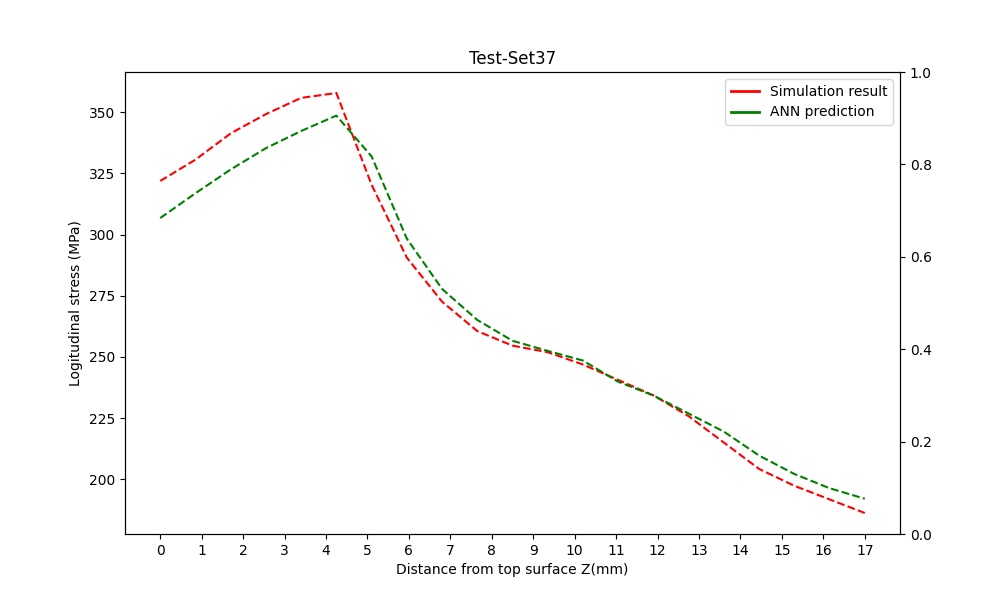 Test-Set37
Simulation result
ANN prediction
Logitudinal stress (MPa)
350
325
300
275
250
225
200
1.0
0.8
0.6
0.4
0.2
0.0
0 1 2 3 4 5 6 7 8 9 10 11 12 13 14 15 16 17
Distance from top surface Z(mm)